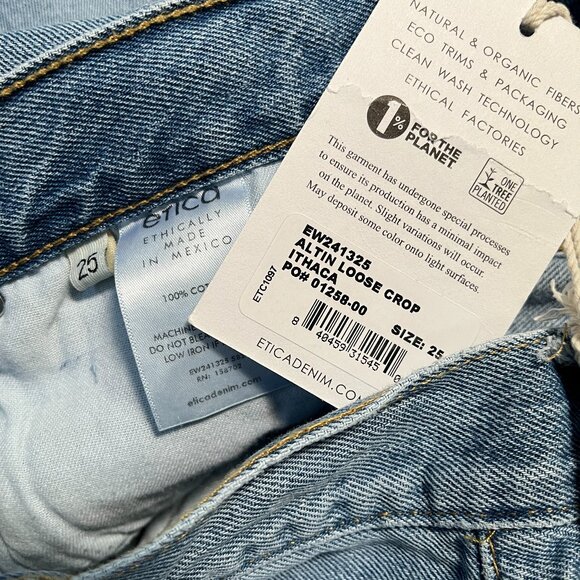 NATURAL & ORGANIC FIBERS
ECO TRIMS & PACKAGING
CLEAN WASH TECHNOLOGY
ETHICAL FACTORIES
1%
FOR THE
PLANET
This garment has undergone special processes
to ensure its production has a minimal impact
on the planet. Slight variations will occur.
May deposit some color onto light surfaces.
ONE
TREE
PLANTED
EW241325
ALTIN LOOSE CROP
ITHACA
PO# 01258-00
SIZE: 25
ETC1097
8 40459 31545
ETICADENIM.COM
25
etica
ETHICALLY
MADE
IN MEXICO
100% COT
MACHINE
DO NOT BLEA
LOW IRON IF
EW241325
RN: 156702
eticadenim.com